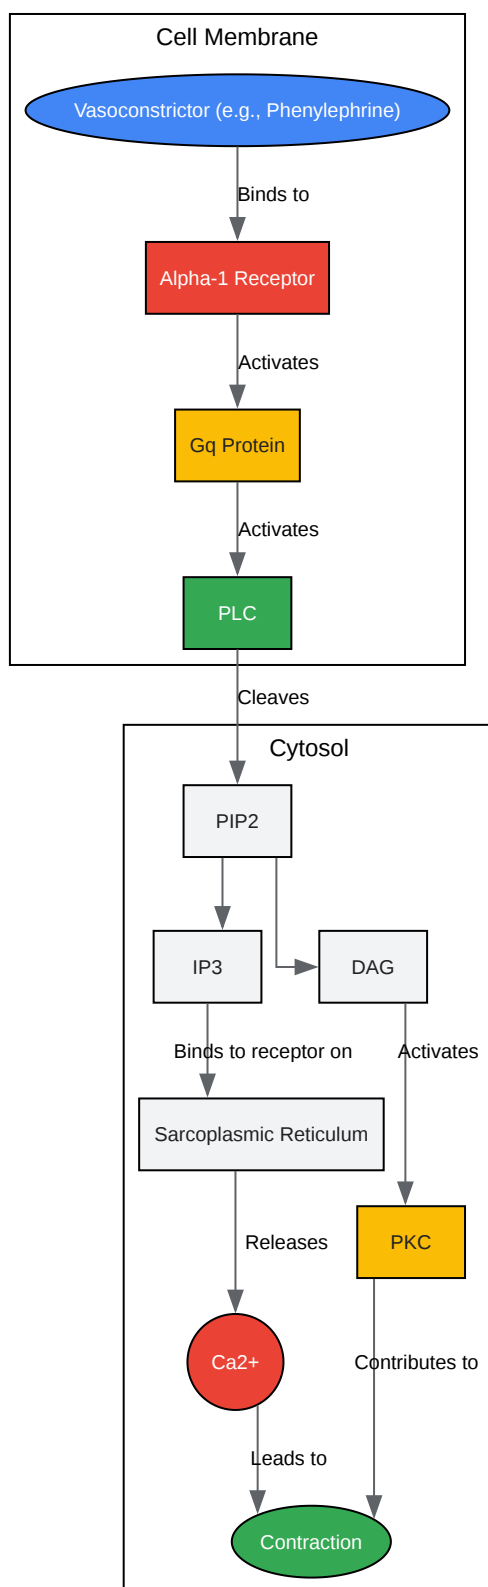 Cell Membrane
Vasoconstrictor (e.g., Phenylephrine)
Binds to
Alpha-1 Receptor
Activates
Gq Protein
Activates
PLC
Cleaves
Cytosol
PIP2
IP3
DAG
Binds to receptor on
Activates
Sarcoplasmic Reticulum
PKC
Releases
Ca2+
Contributes to
Leads to
Contraction